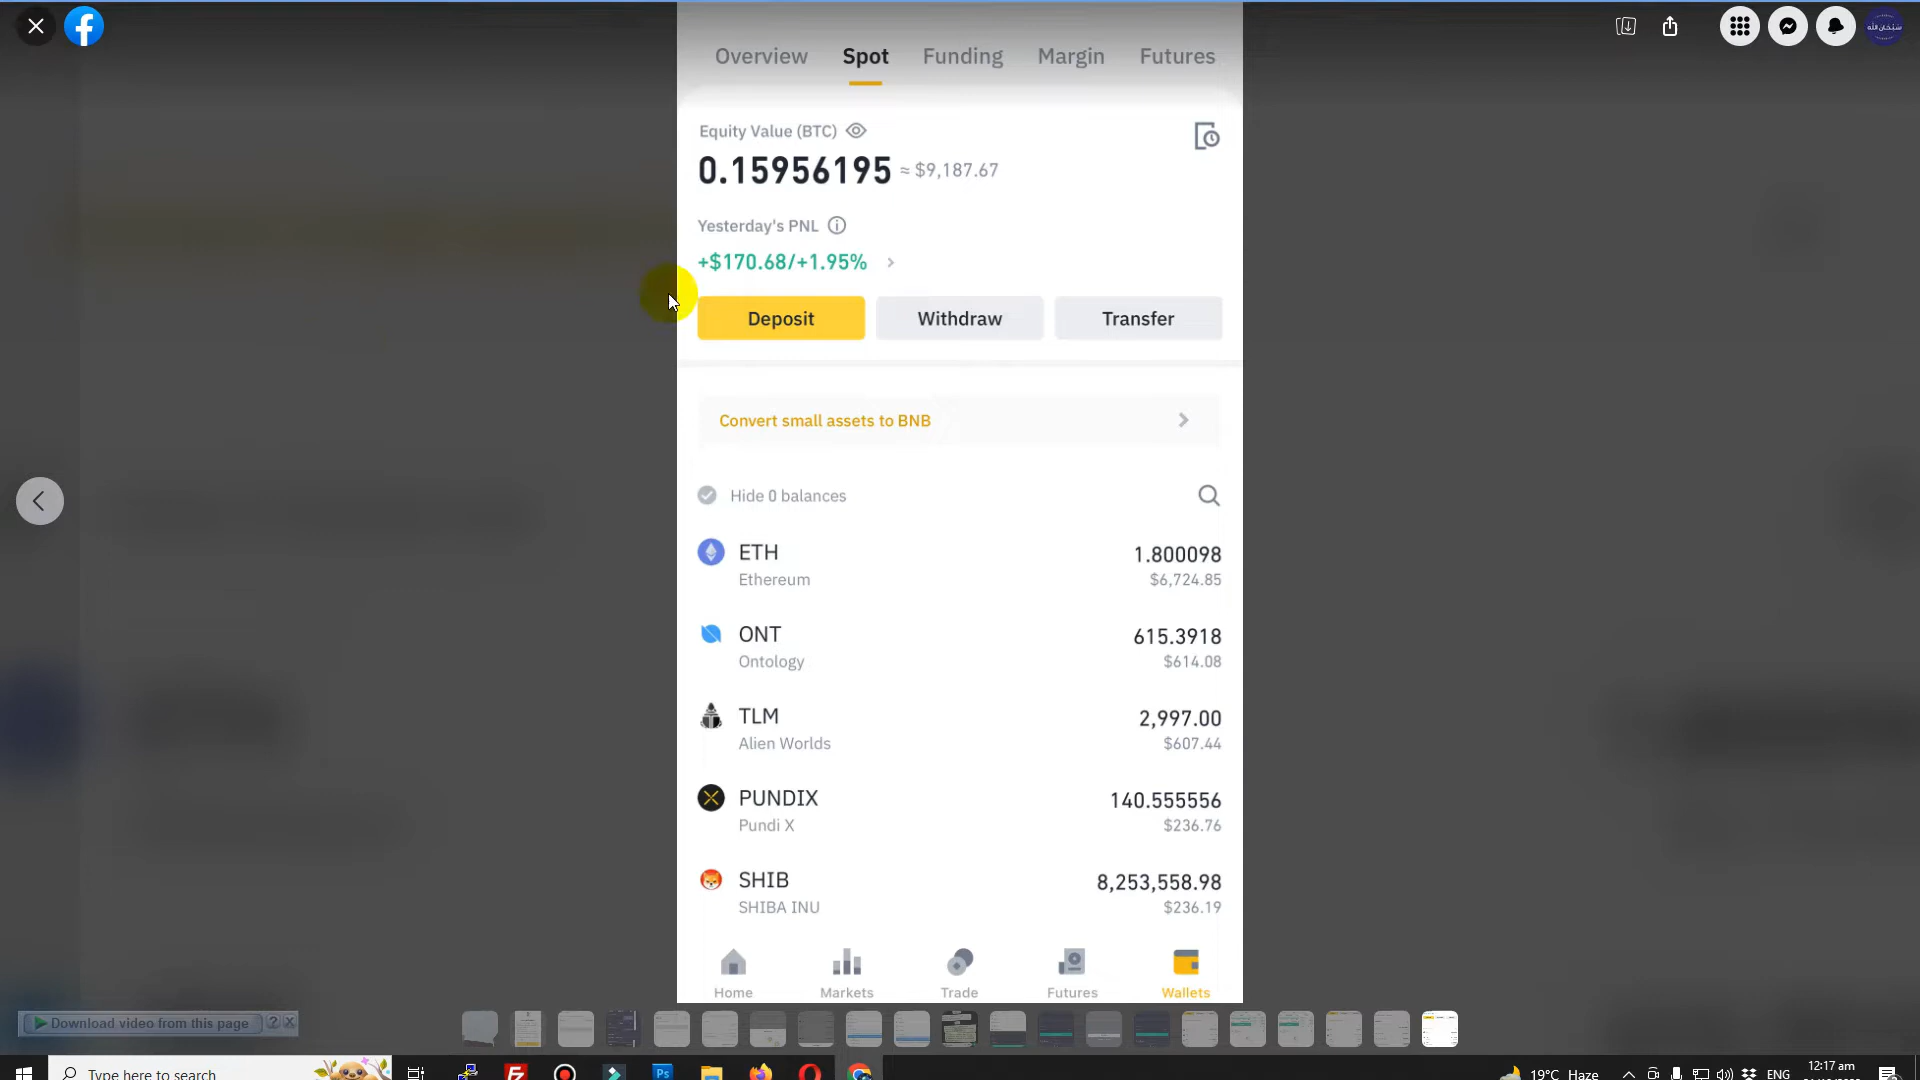 Overview Spot Funding Margin Futures
Equity Value (BTC)
0.15956195 ≈ $9,187.67
Yesterday's PNL
+$170.68/+1.95%
Deposit Withdraw Transfer
Convert small assets to BNB
Hide 0 balances
ETH 1.800098
Ethereum $6,724.85
ONT 615.3918
Ontology $614.08
TLM 2,997.00
Alien Worlds $607.44
PUNDIX 140.555556
Pundi X $236.76
SHIB 8,253,558.98
SHIBA INU $236.19
Home Markets Trade Futures Wallets
Download video from this page ? X
Type here to search
19°C Haze ENG 12:17 am